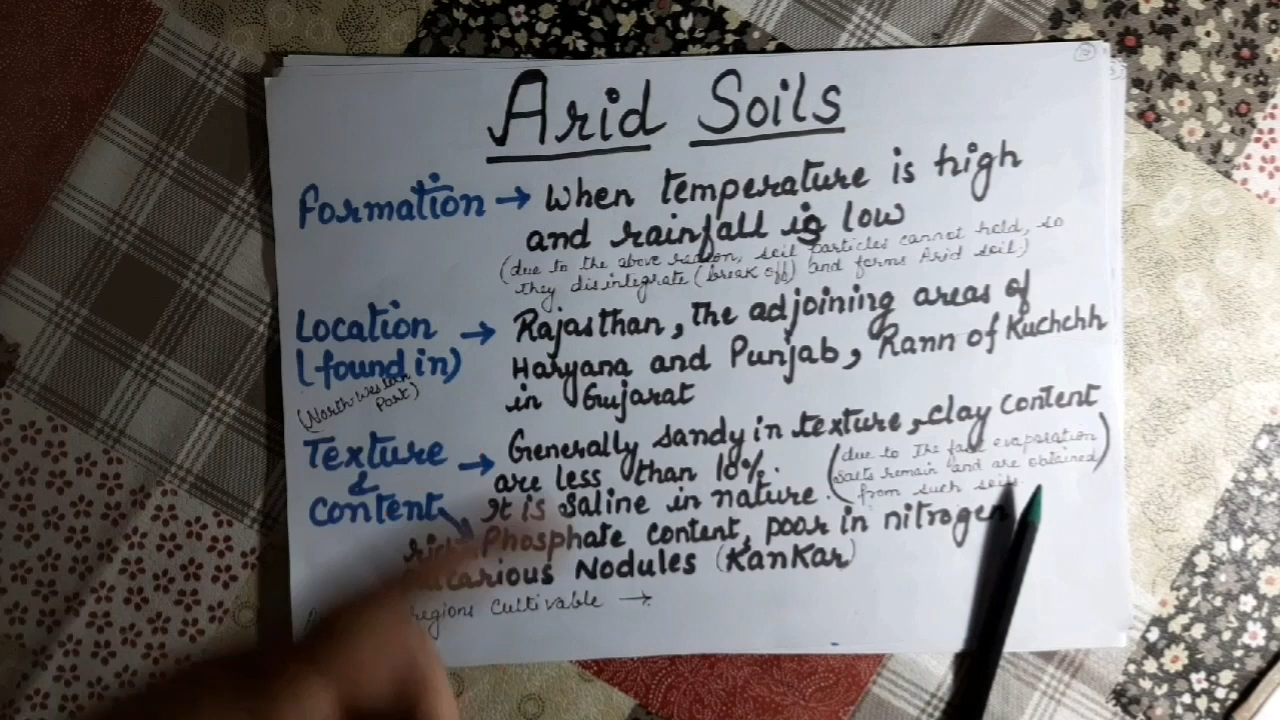 Arid Soils
Formation → when temperature is high
and rainfall is low
(due to the above reason, soil particles cannot hold, so
they disintegrate (break off) and forms Arid soil)
Location → Rajasthan, the adjoining areas of
(found in) Haryana and Punjab, Rann of Kuchchh
in Gujarat
(North-Western
Part)
Texture → Generally sandy in texture, clay content
are less than 10%.
(due to the fast evaporation
salts remain and are obtained
from such soils)
&
Content → It is saline in nature.
rich Phosphate content, poor in nitrogen
Nodules (Kankar)
regions cultivable →